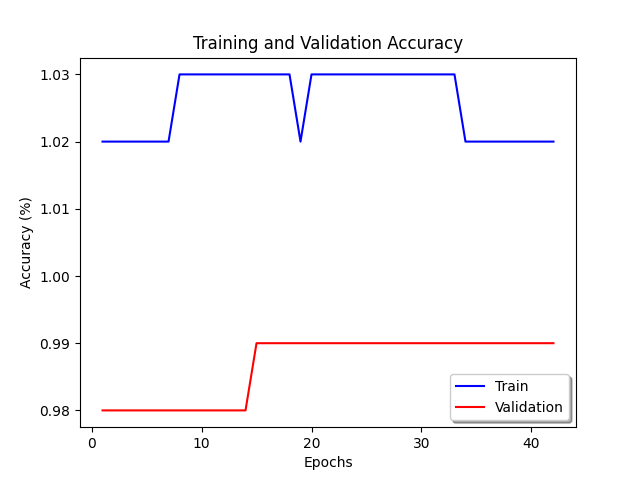 Training and Validation Accuracy
1.03
1.02
1.01
1.00
0.99
0.98
Accuracy (%)
Train
Validation
0 10 20 30 40
Epochs